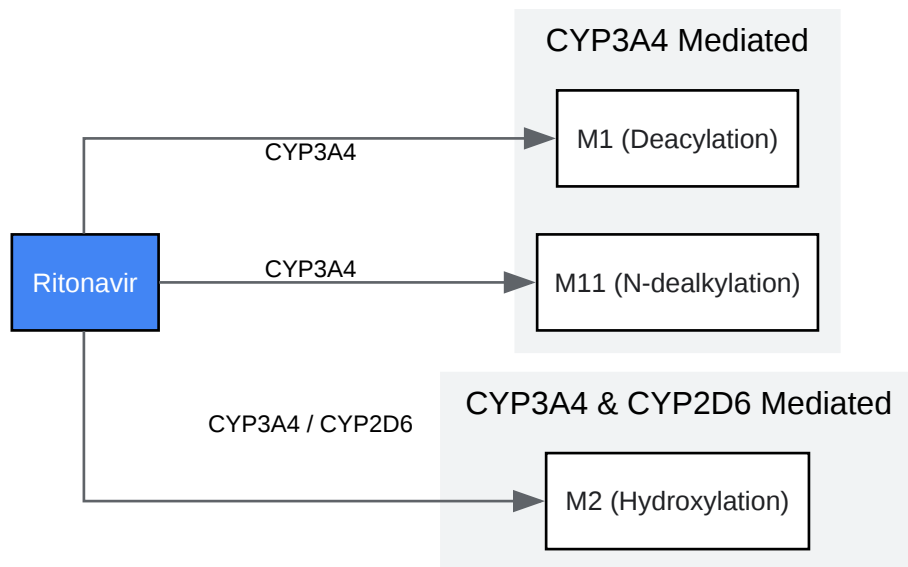 CYP3A4 Mediated
M1 (Deacylation)
CYP3A4
Ritonavir
CYP3A4
M11 (N-dealkylation)
CYP3A4 & CYP2D6 Mediated
CYP3A4 / CYP2D6
M2 (Hydroxylation)